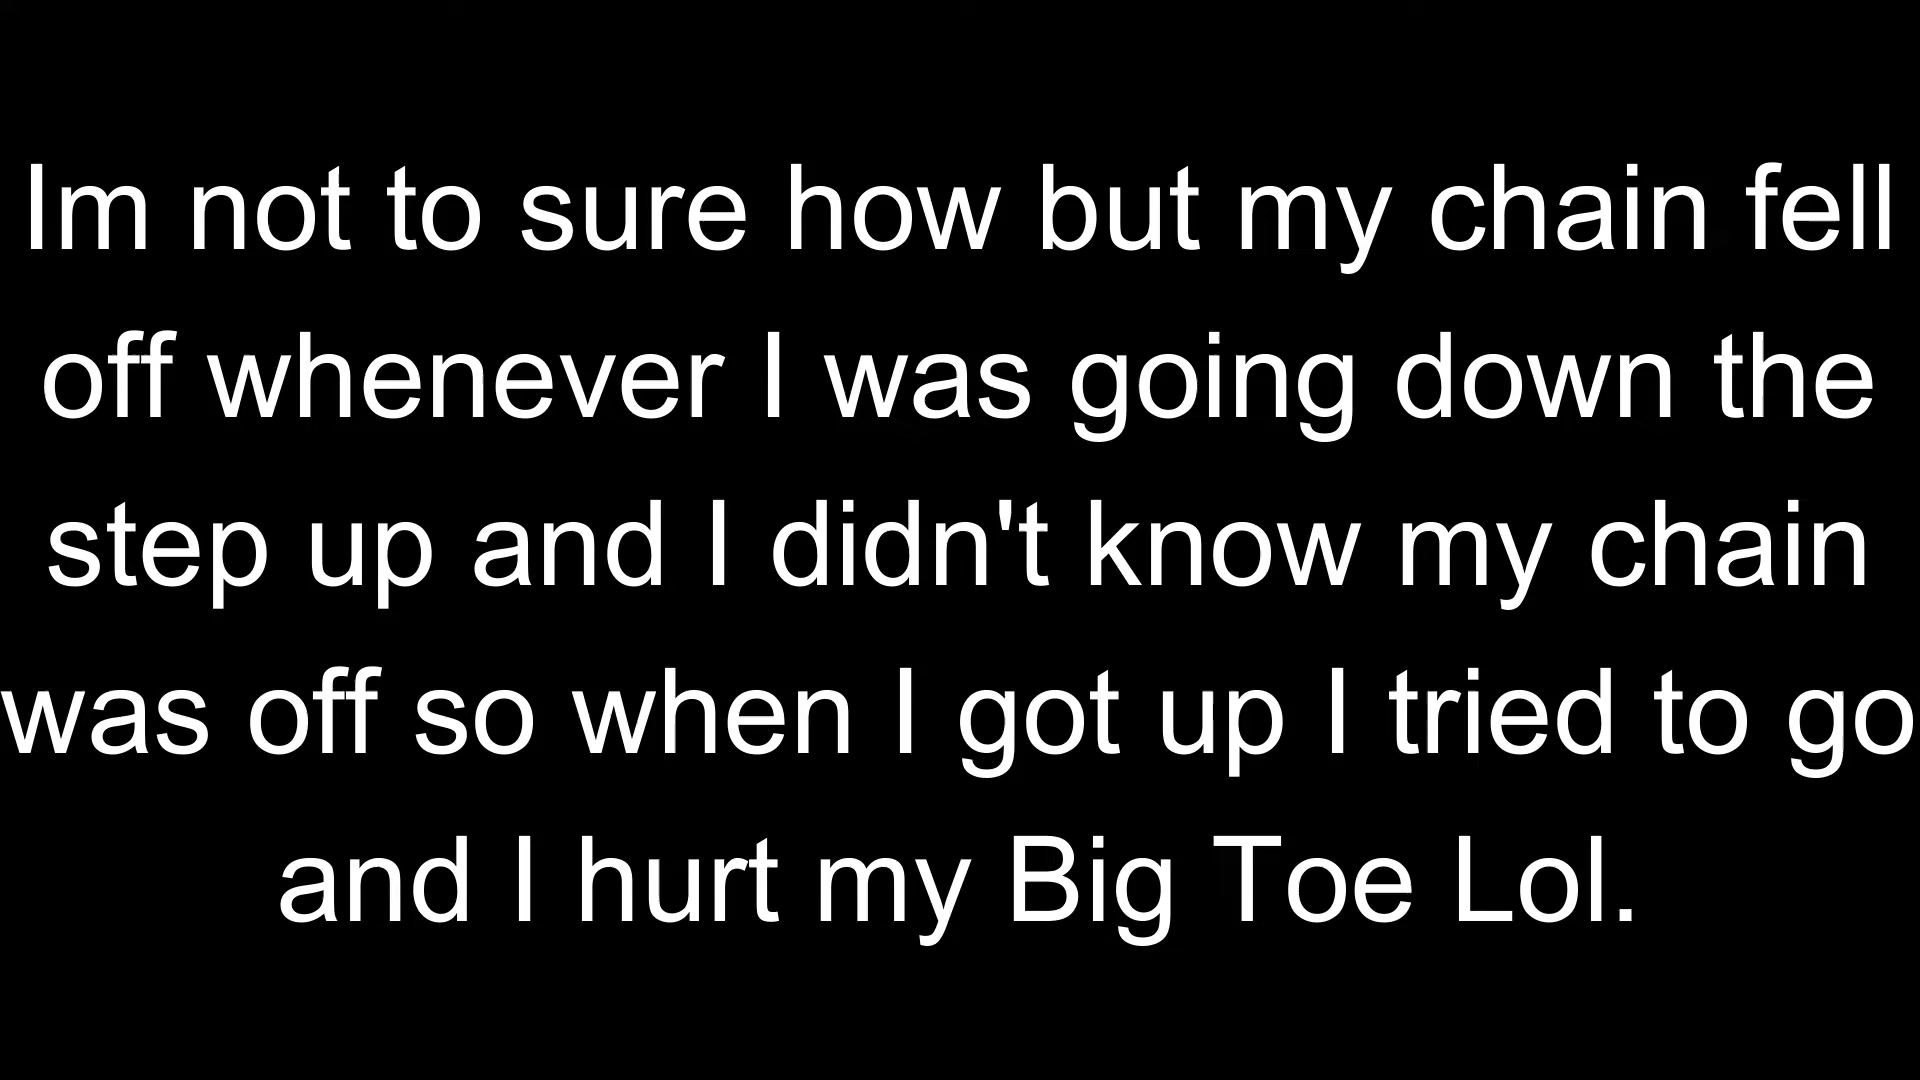 Im not to sure how but my chain fell
off whenever I was going down the
step up and I didn't know my chain
was off so when I got up I tried to go
and I hurt my Big Toe Lol.